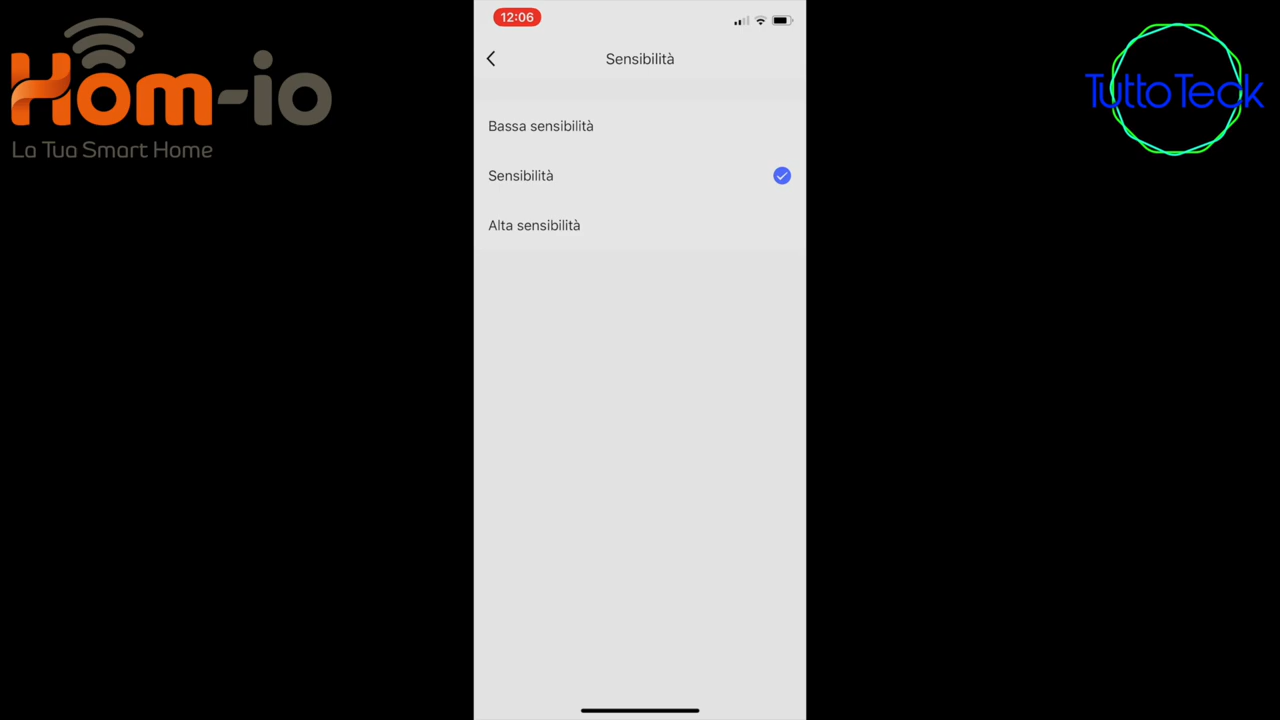 Hom-io
La Tua Smart Home
12:06
Sensibilità
Bassa sensibilità
Sensibilità
Alta sensibilità
TuttoTeck